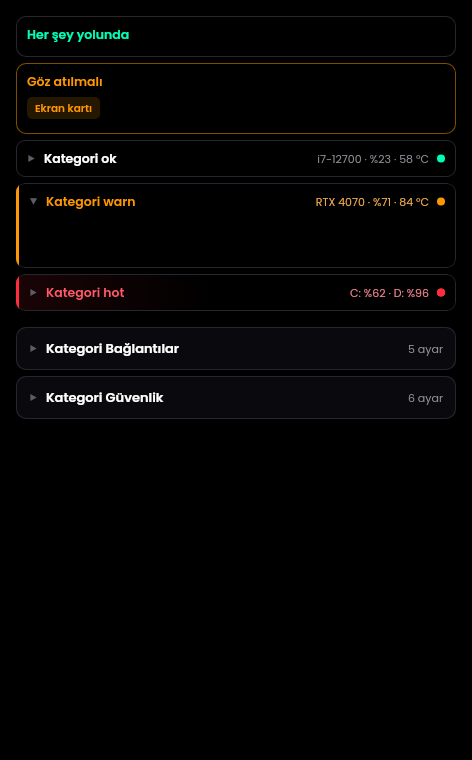 Her şey yolunda
Göz atılmalı
Ekran kartı
Kategori ok i7-12700 · %23 · 58 °C
Kategori warn RTX 4070 · %71 · 84 °C
Kategori hot C: %62 · D: %96
Kategori Bağlantılar 5 ayar
Kategori Güvenlik 6 ayar